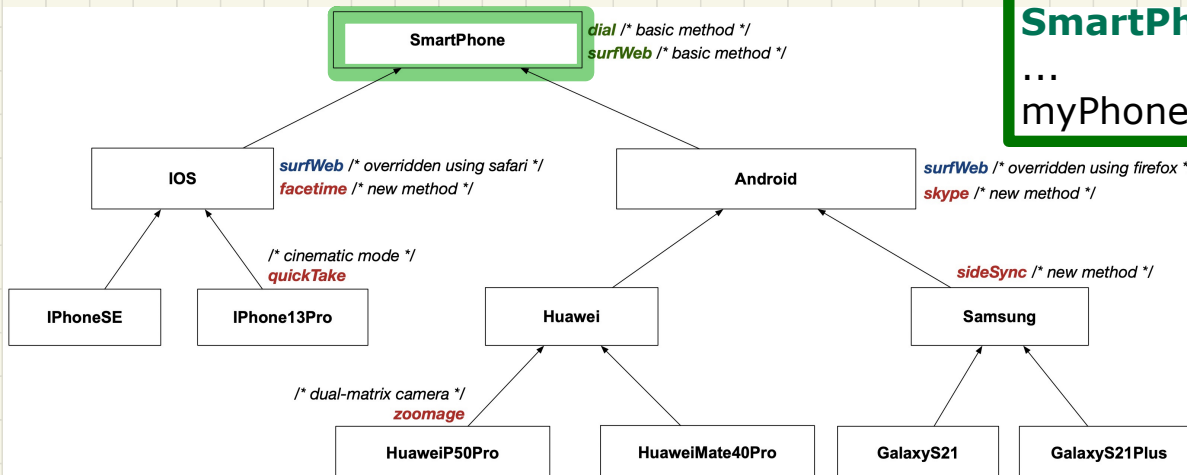 SmartPhone
dial /* basic method */
surfWeb /* basic method */
SmartPh
...
myPhone
IOS
surfWeb /* overridden using safari */
facetime /* new method */
Android
surfWeb /* overridden using firefox *
skype /* new method */
/* cinematic mode */
quickTake
sideSync /* new method */
IPhoneSE
IPhone13Pro
Huawei
Samsung
/* dual-matrix camera */
zoomage
HuaweiP50Pro
HuaweiMate40Pro
GalaxyS21
GalaxyS21Plus